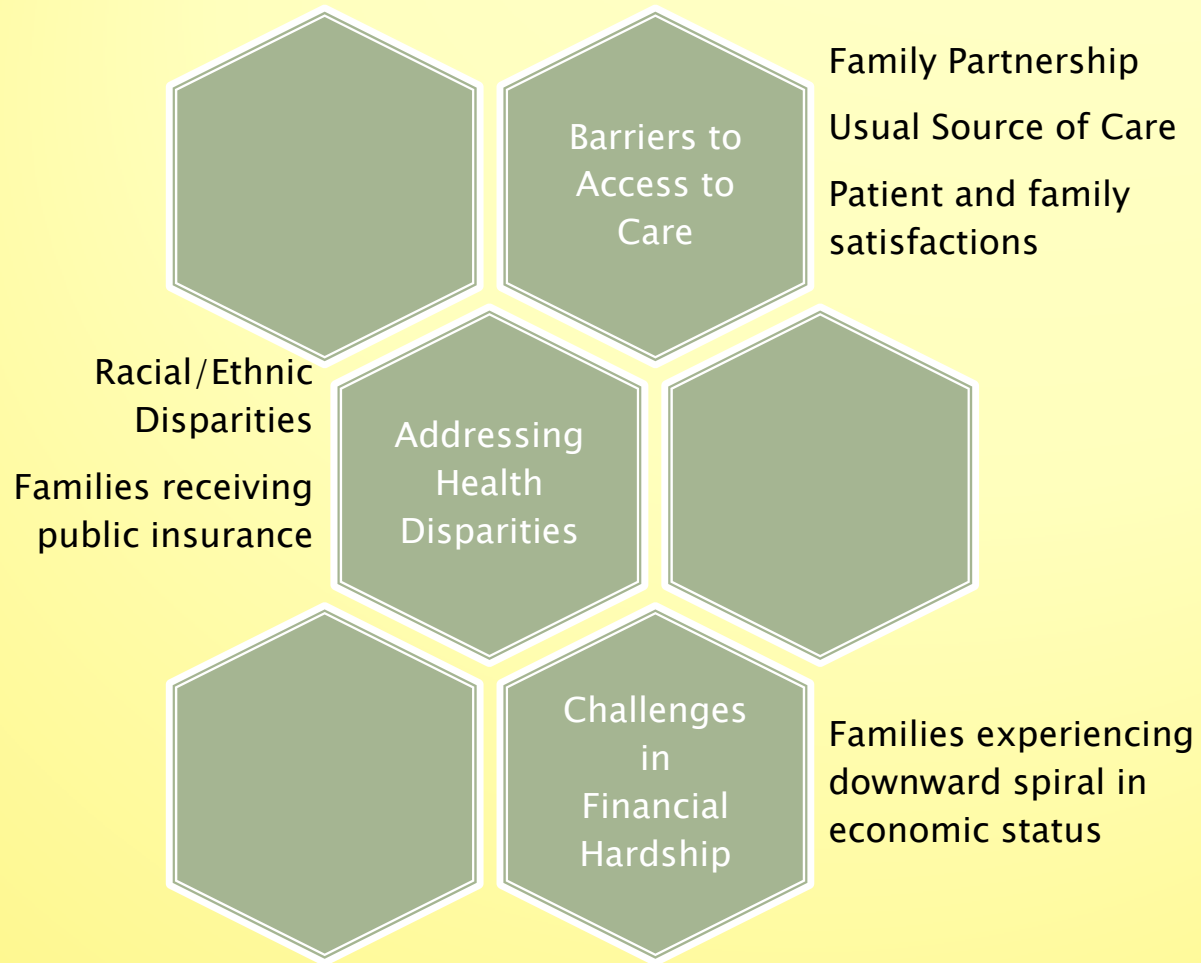 Barriers to
Access to
Care
Family Partnership
Usual Source of Care
Patient and family
satisfactions
Racial/Ethnic
Disparities
Families receiving
public insurance
Addressing
Health
Disparities
Challenges
in
Financial
Hardship
Families experiencing
downward spiral in
economic status